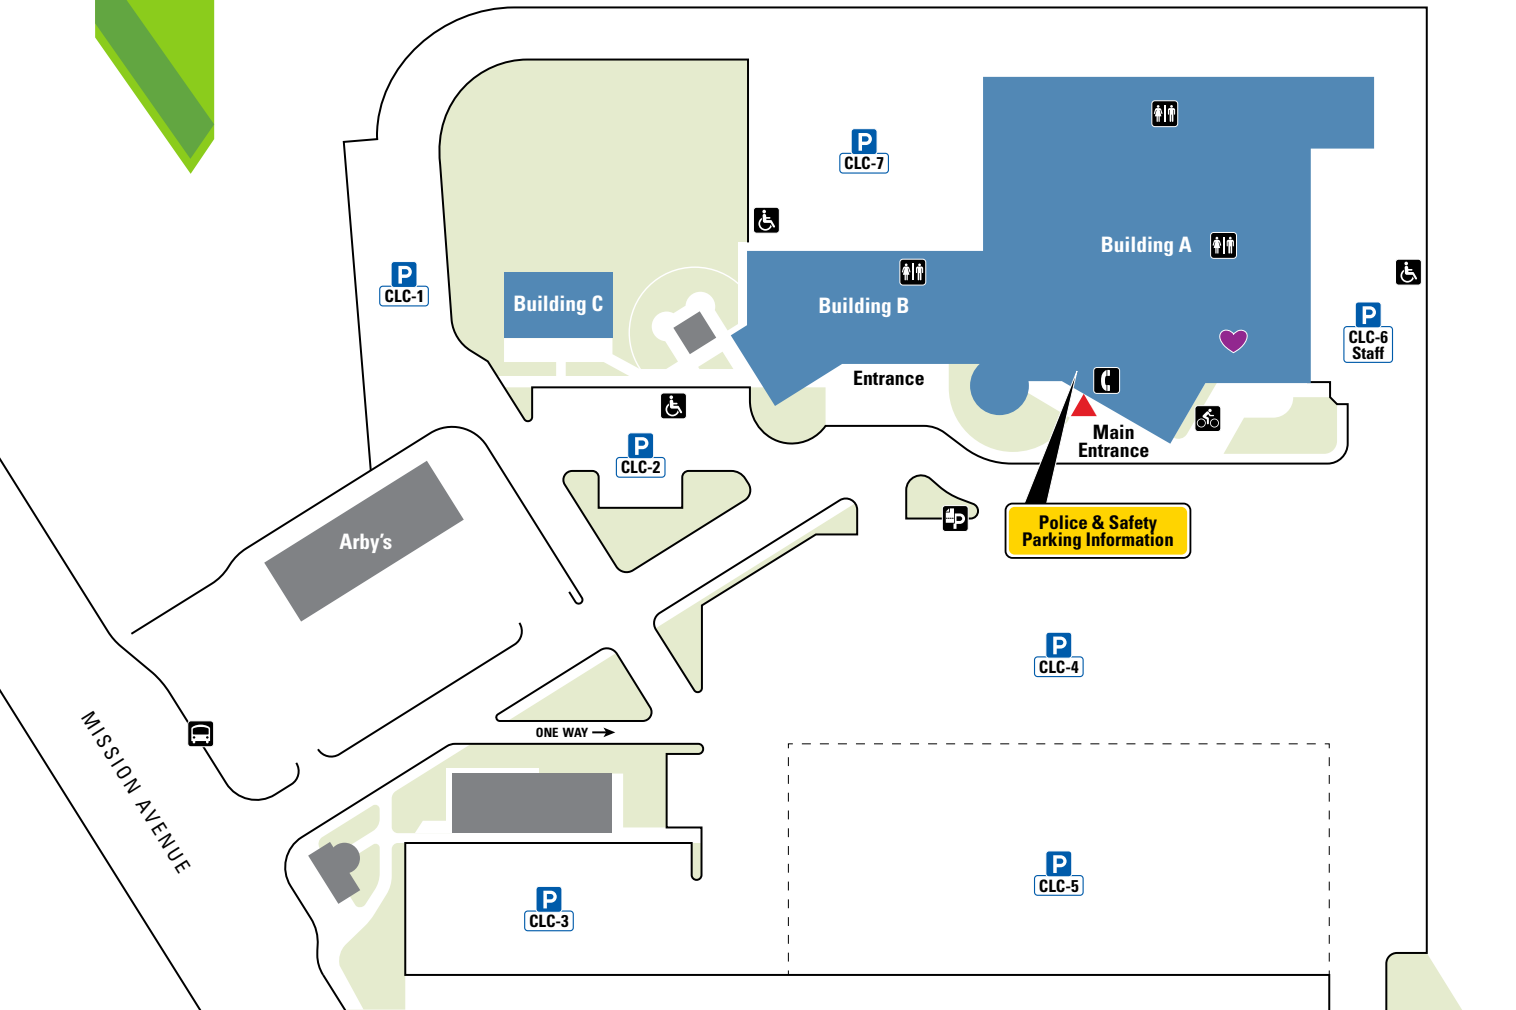 P
CLC-7
Building A
P
CLC-1
Building C
Building B
P
CLC-6
Staff
Entrance
Main
Entrance
P
CLC-2
P
Police & Safety
Parking Information
Arby's
P
CLC-4
MISSION AVENUE
ONE WAY
P
CLC-5
P
CLC-3